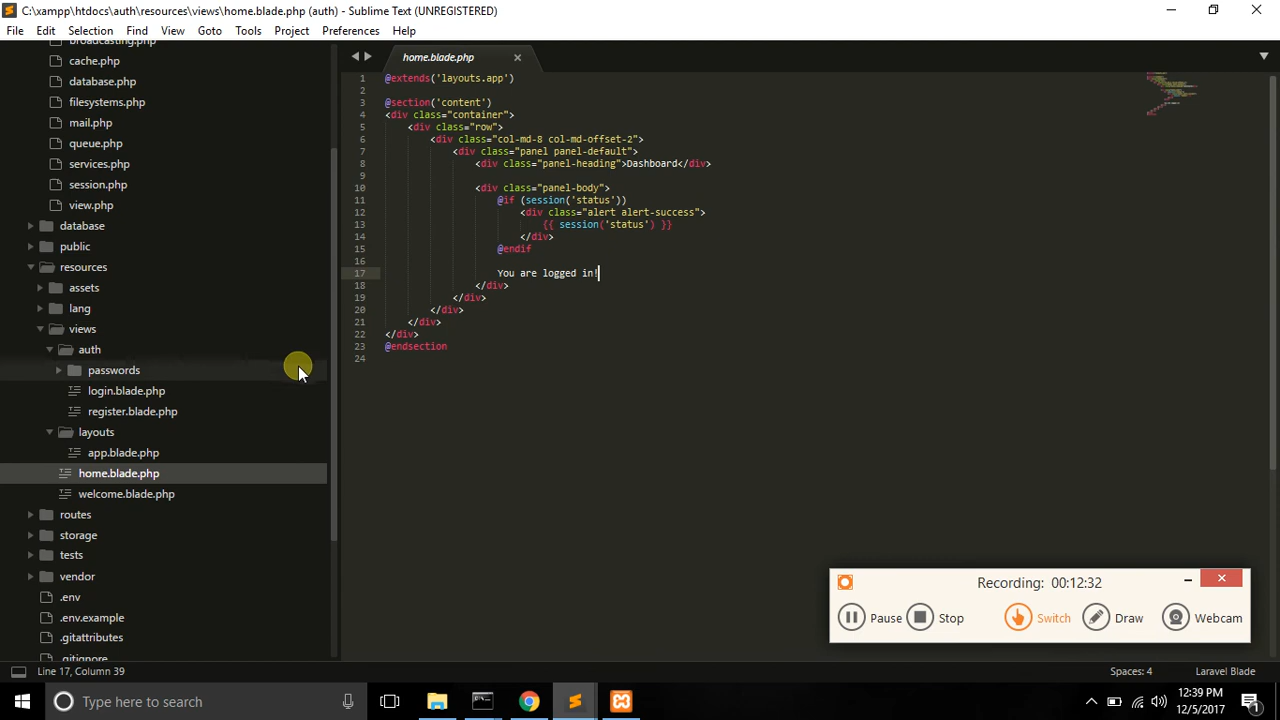 C:\xampp\htdocs\auth\resources\views\home.blade.php (auth) - Sublime Text (UNREGISTERED)
File Edit Selection Find View Goto Tools Project Preferences Help
broadcasting.php
cache.php
database.php
filesystems.php
mail.php
queue.php
services.php
session.php
view.php
database
public
resources
assets
lang
views
auth
passwords
login.blade.php
register.blade.php
layouts
app.blade.php
home.blade.php
welcome.blade.php
routes
storage
tests
vendor
.env
.env.example
.gitattributes
.gitignore
home.blade.php
1 @extends('layouts.app')
2
3 @section('content')
4 <div class="container">
5 <div class="row">
6 <div class="col-md-8 col-md-offset-2">
7 <div class="panel panel-default">
8 <div class="panel-heading">Dashboard</div>
9
10 <div class="panel-body">
11 @if (session('status'))
12 <div class="alert alert-success">
13 {{ session('status') }}
14 </div>
15 @endif
16
17 You are logged in!
18 </div>
19 </div>
20 </div>
21 </div>
22 </div>
23 @endsection
24
Recording: 00:12:32
Pause Stop Switch Draw Webcam
Line 17, Column 39
Spaces: 4 Laravel Blade
Type here to search
12:39 PM
12/5/2017
1